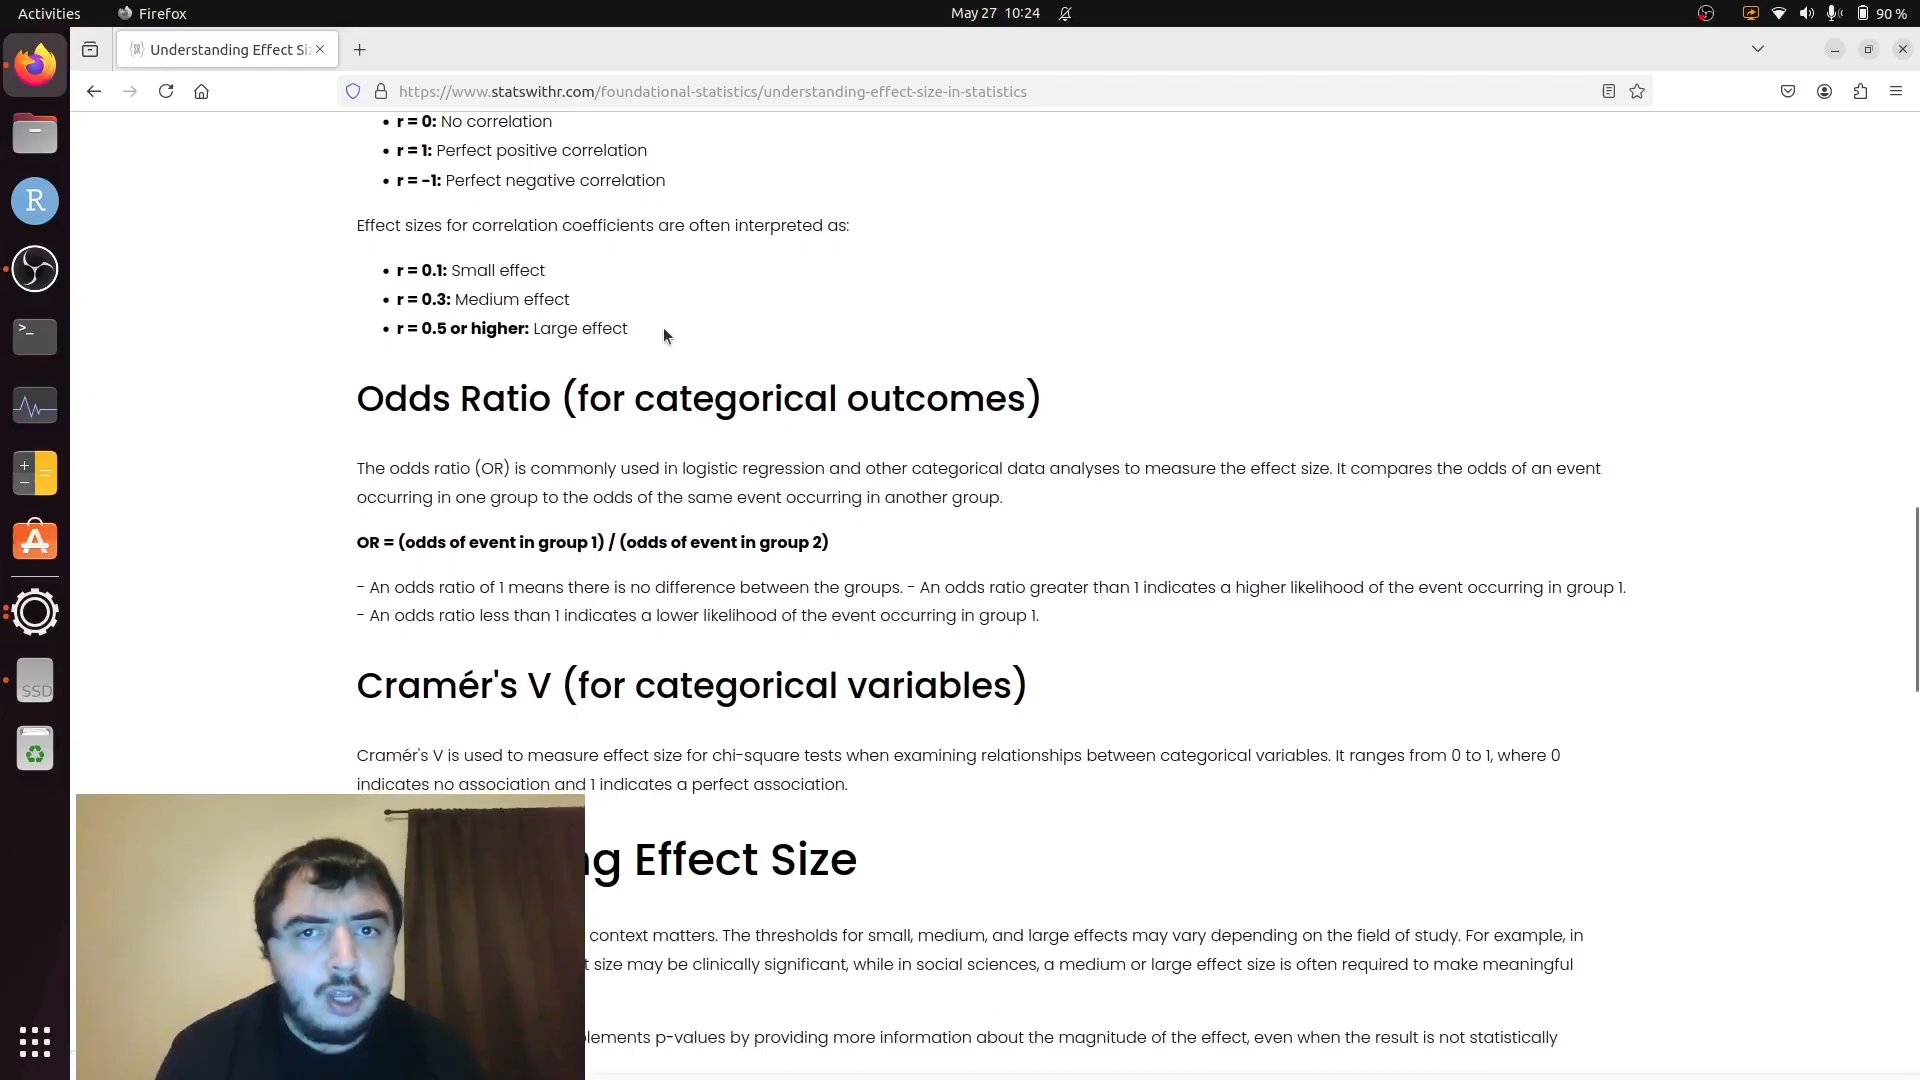 Activities
Firefox
May 27 10:24
90 %
Understanding Effect Si
https://www.statswithr.com/foundational-statistics/understanding-effect-size-in-statistics
• r = 0: No correlation
• r = 1: Perfect positive correlation
• r = -1: Perfect negative correlation
Effect sizes for correlation coefficients are often interpreted as:
• r = 0.1: Small effect
• r = 0.3: Medium effect
• r = 0.5 or higher: Large effect
Odds Ratio (for categorical outcomes)
The odds ratio (OR) is commonly used in logistic regression and other categorical data analyses to measure the effect size. It compares the odds of an event
occurring in one group to the odds of the same event occurring in another group.
OR = (odds of event in group 1) / (odds of event in group 2)
- An odds ratio of 1 means there is no difference between the groups. - An odds ratio greater than 1 indicates a higher likelihood of the event occurring in group 1.
- An odds ratio less than 1 indicates a lower likelihood of the event occurring in group 1.
Cramér's V (for categorical variables)
Cramér's V is used to measure effect size for chi-square tests when examining relationships between categorical variables. It ranges from 0 to 1, where 0
indicates no association and 1 indicates a perfect association.
ng Effect Size
context matters. The thresholds for small, medium, and large effects may vary depending on the field of study. For example, in
t size may be clinically significant, while in social sciences, a medium or large effect size is often required to make meaningful
lements p-values by providing more information about the magnitude of the effect, even when the result is not statistically
R
>_
SSD